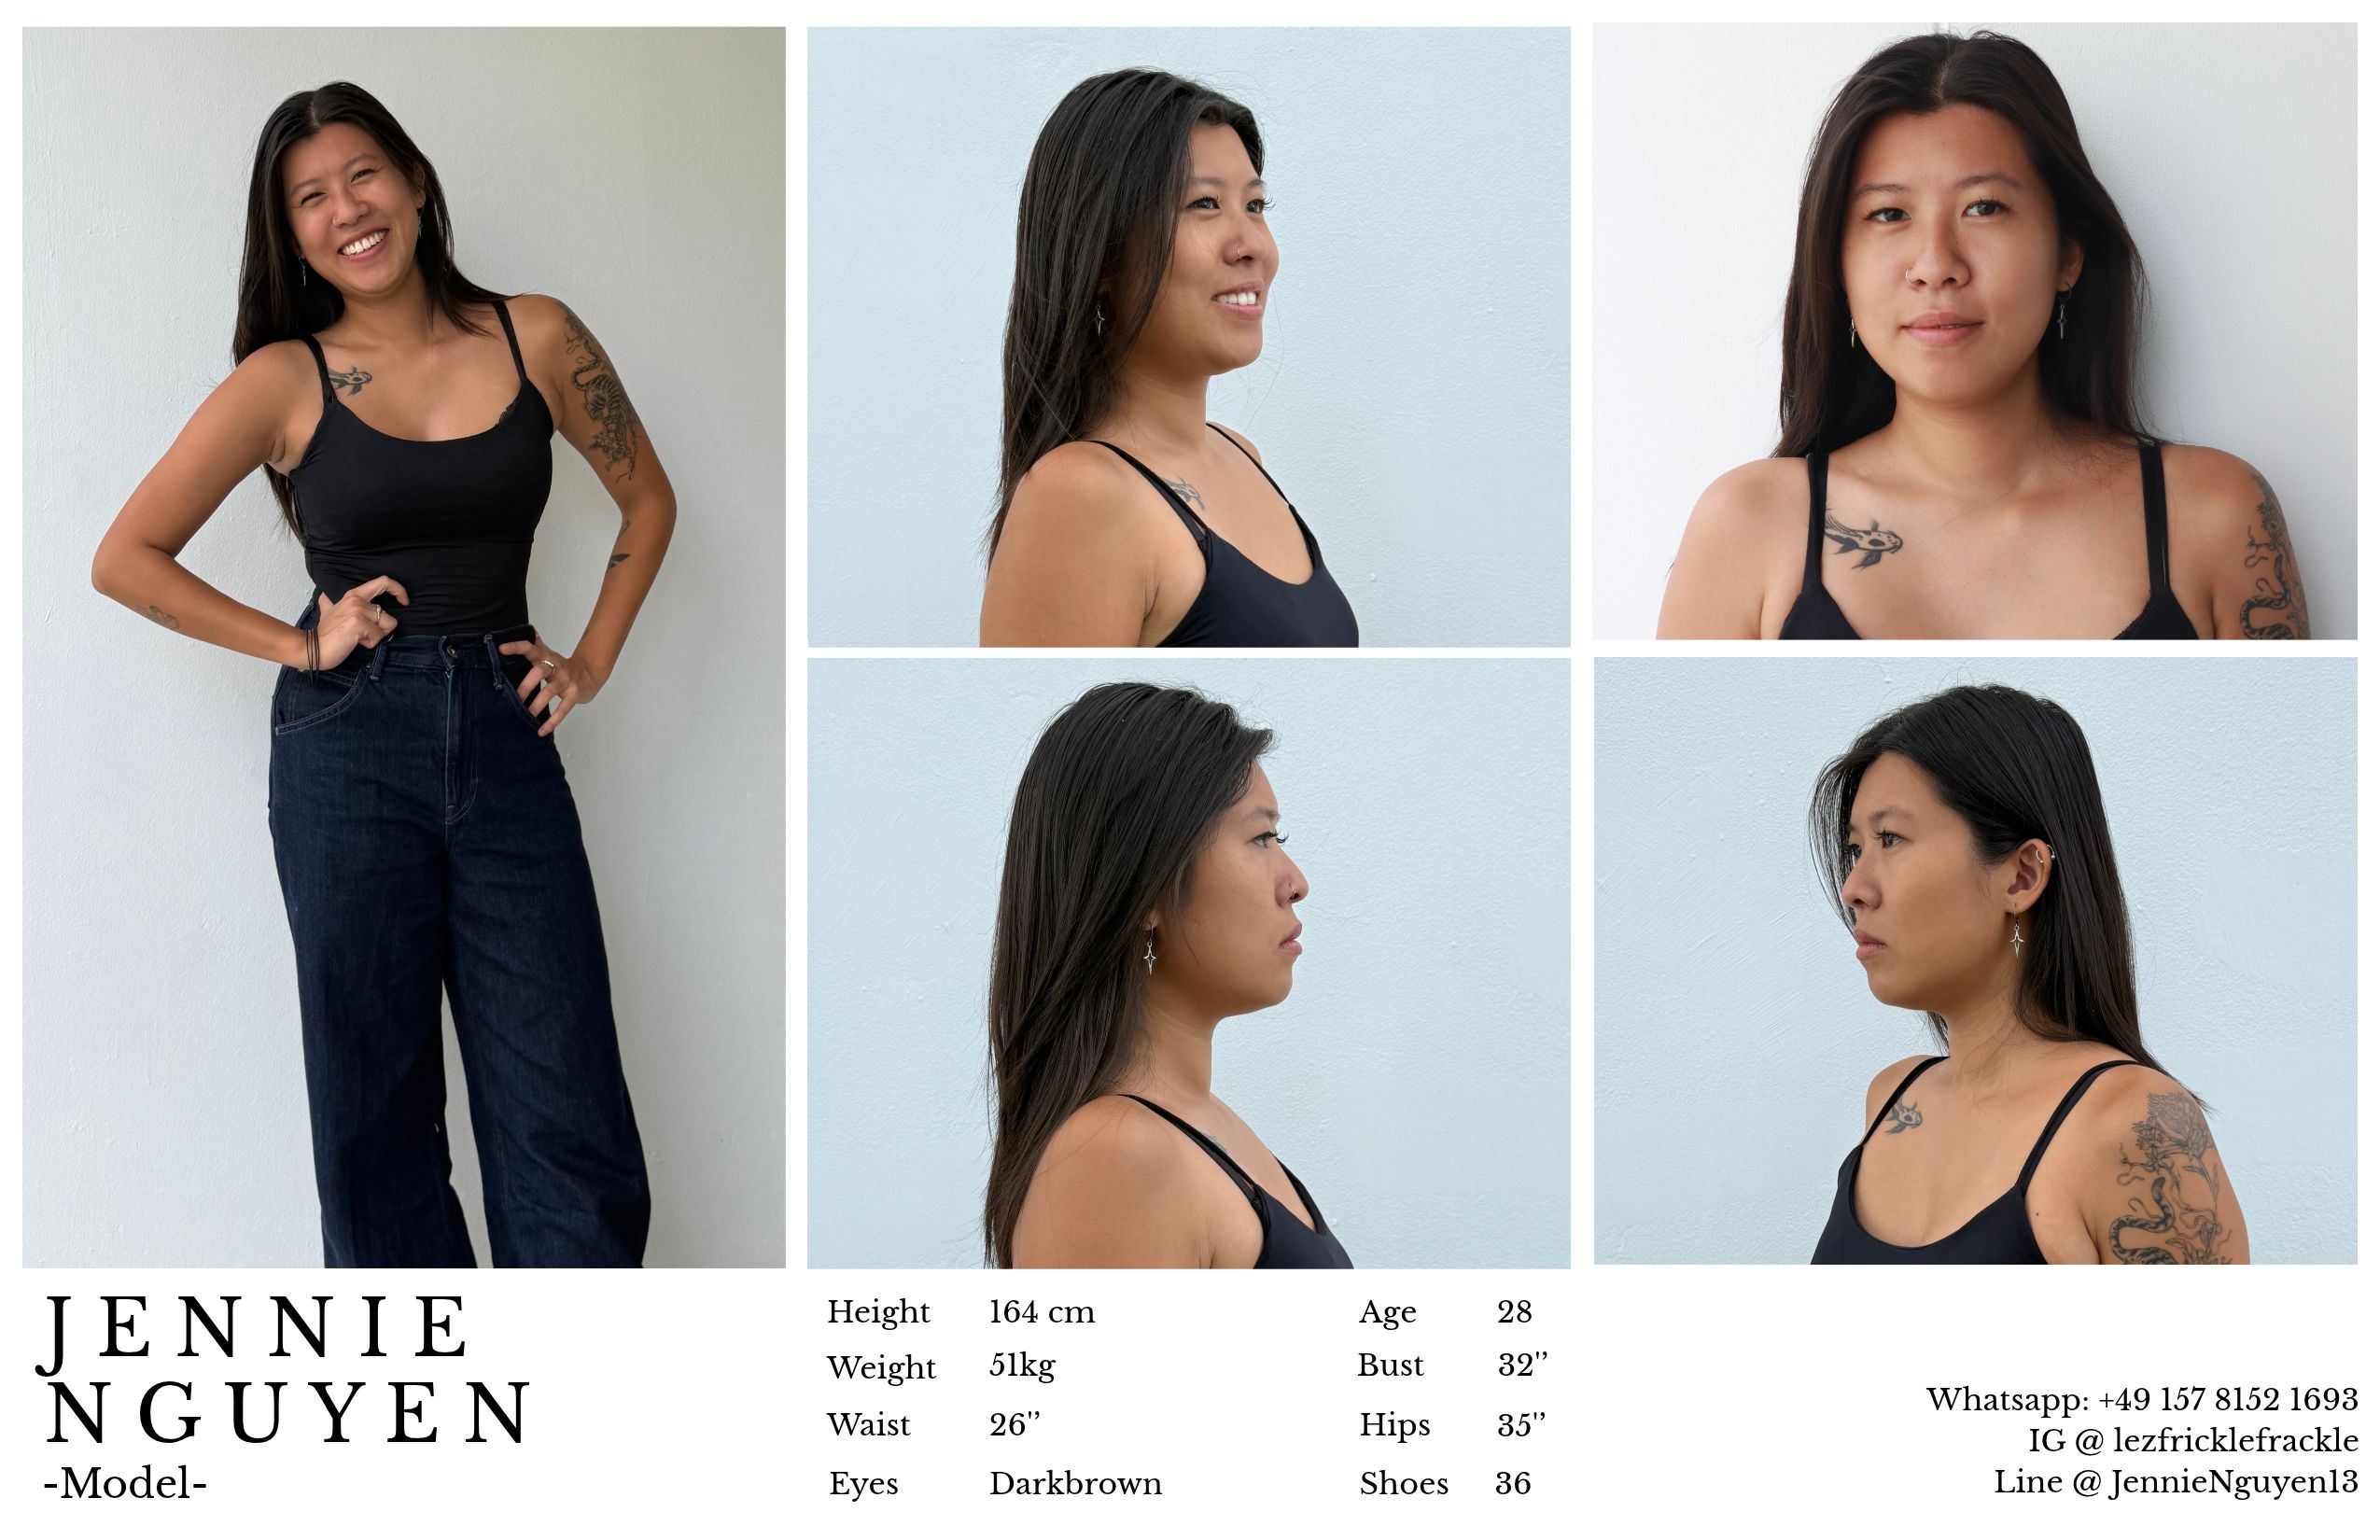 JENNIE
NGUYEN
-Model-
Height 164 cm
Weight 51kg
Waist 26''
Eyes Darkbrown
Age 28
Bust 32''
Hips 35''
Shoes 36
Whatsapp: +49 157 8152 1693
IG @ lezfricklefrackle
Line @ JennieNguyen13